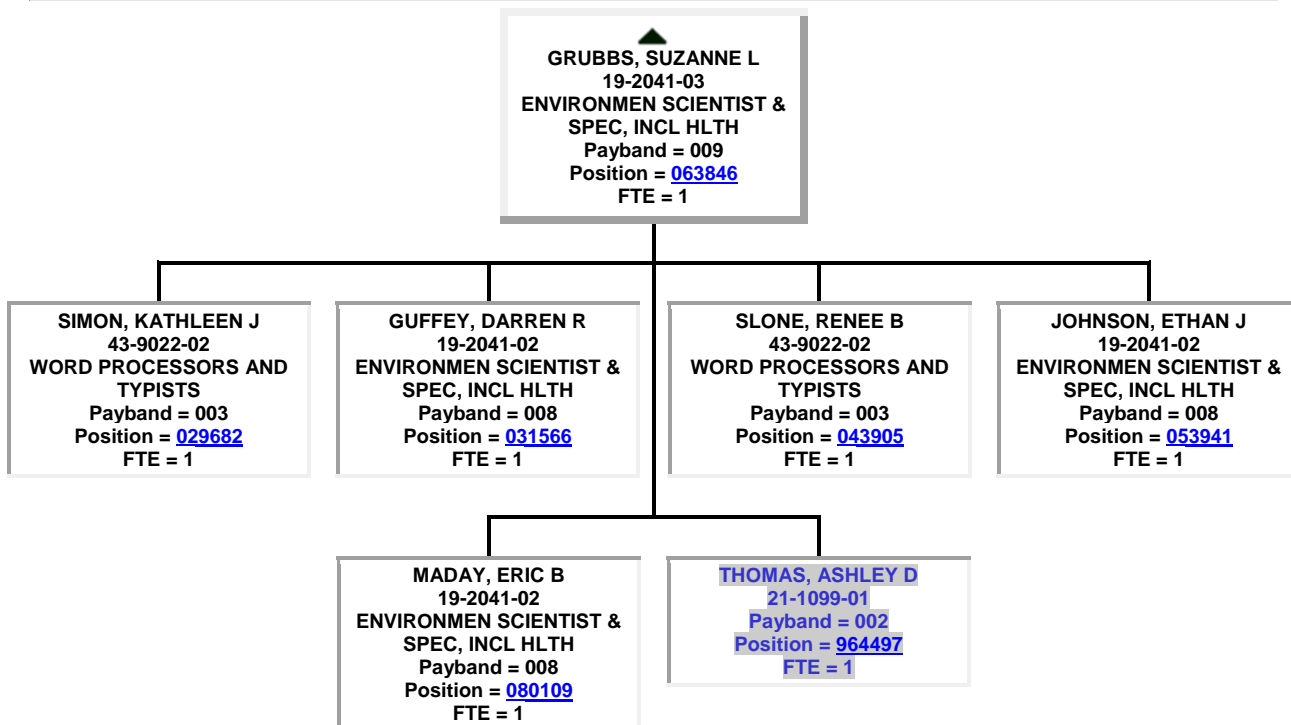 GRUBBS, SUZANNE L
19-2041-03
ENVIRONMEN SCIENTIST &
SPEC, INCL HLTH
Payband = 009
Position = 063846
FTE = 1
SIMON, KATHLEEN J
43-9022-02
WORD PROCESSORS AND
TYPISTS
Payband = 003
Position = 029682
FTE = 1
GUFFEY, DARREN R
19-2041-02
ENVIRONMEN SCIENTIST &
SPEC, INCL HLTH
Payband = 008
Position = 031566
FTE = 1
SLONE, RENEE B
43-9022-02
WORD PROCESSORS AND
TYPISTS
Payband = 003
Position = 043905
FTE = 1
JOHNSON, ETHAN J
19-2041-02
ENVIRONMEN SCIENTIST &
SPEC, INCL HLTH
Payband = 008
Position = 053941
FTE = 1
MADAY, ERIC B
19-2041-02
ENVIRONMEN SCIENTIST &
SPEC, INCL HLTH
Payband = 008
Position = 080109
FTE = 1
THOMAS, ASHLEY D
21-1099-01
Payband = 002
Position = 964497
FTE = 1